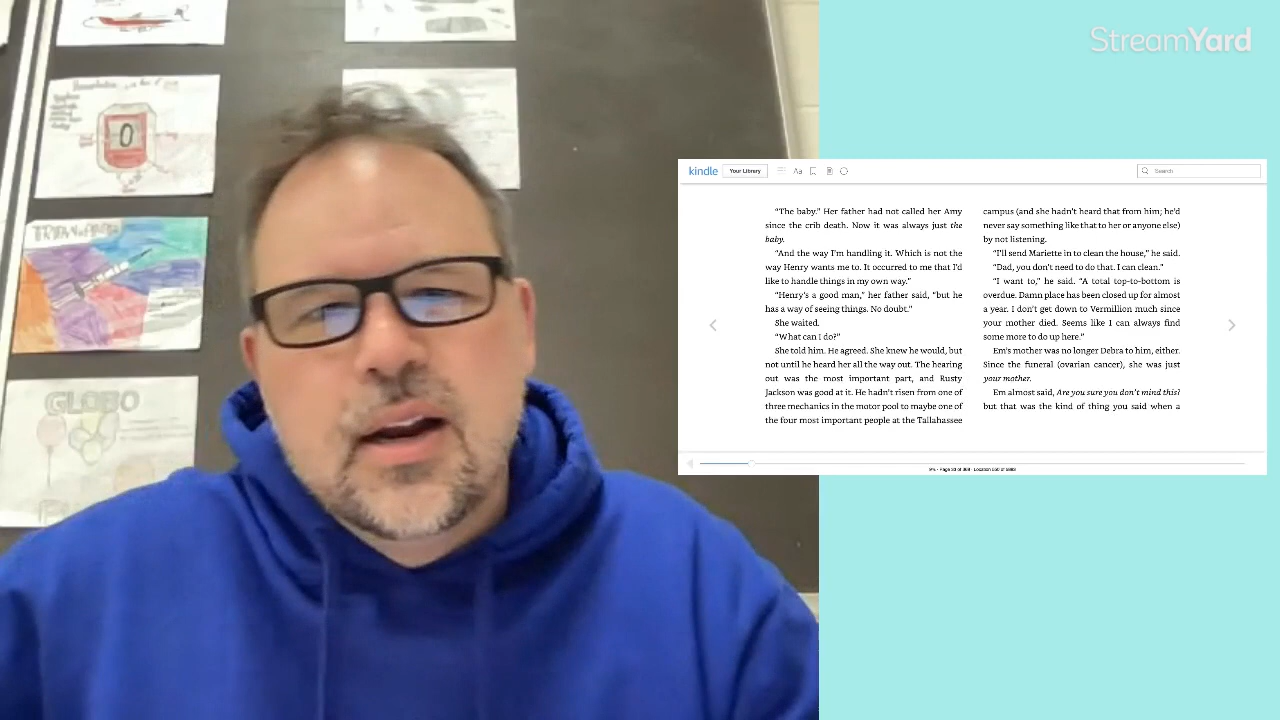 StreamYard
GLOBO
0
kindle
Your Library
Aa
Search
“The baby.” Her father had not called her Amy
since the crib death. Now it was always just the
baby.
“And the way I’m handling it. Which is not the
way Henry wants me to. It occurred to me that I’d
like to handle things in my own way.”
“Henry’s a good man,” her father said, “but he
has a way of seeing things. No doubt.”
She waited.
“What can I do?”
She told him. He agreed. She knew he would, but
not until he heard her all the way out. The hearing
out was the most important part, and Rusty
Jackson was good at it. He hadn’t risen from one of
three mechanics in the motor pool to maybe one of
the four most important people at the Tallahassee
campus (and she hadn’t heard that from him; he’d
never say something like that to her or anyone else)
by not listening.
“I’ll send Mariette in to clean the house,” he said.
“Dad, you don’t need to do that. I can clean.”
“I want to,” he said. “A total top-to-bottom is
overdue. Damn place has been closed up for almost
a year. I don’t get down to Vermillion much since
your mother died. Seems like I can always find
some more to do up here.”
Em’s mother was no longer Debra to him, either.
Since the funeral (ovarian cancer), she was just
your mother.
Em almost said, Are you sure you don’t mind this?
but that was the kind of thing you said when a